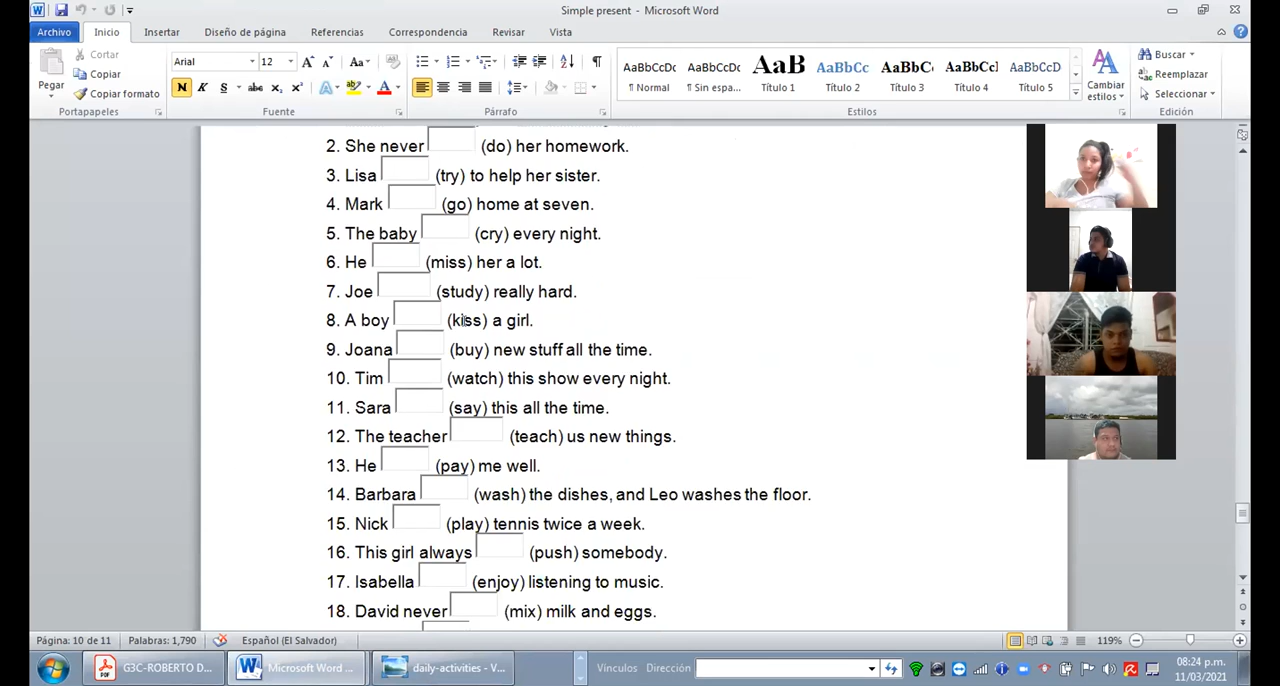 Simple present - Microsoft Word
Archivo Inicio Insertar Diseño de página Referencias Correspondencia Revisar Vista
Pegar
Cortar
Copiar
Copiar formato
Portapapeles
Arial 12
Fuente
Párrafo
AaBbCcDc AaBbCcDc AaB AaBbCc AaBbC AaBbCcI AaBbCcD
¶ Normal ¶ Sin espa... Título 1 Título 2 Título 3 Título 4 Título 5
Estilos
Cambiar estilos
Buscar
Reemplazar
Seleccionar
Edición
2. She never (do) her homework.
3. Lisa (try) to help her sister.
4. Mark (go) home at seven.
5. The baby (cry) every night.
6. He (miss) her a lot.
7. Joe (study) really hard.
8. A boy (kiss) a girl.
9. Joana (buy) new stuff all the time.
10. Tim (watch) this show every night.
11. Sara (say) this all the time.
12. The teacher (teach) us new things.
13. He (pay) me well.
14. Barbara (wash) the dishes, and Leo washes the floor.
15. Nick (play) tennis twice a week.
16. This girl always (push) somebody.
17. Isabella (enjoy) listening to music.
18. David never (mix) milk and eggs.
Página: 10 de 11 Palabras: 1,790 Español (El Salvador) 119%
G3C-ROBERTO D... Microsoft Word ... daily-activities - V... Vínculos Dirección 08:24 p.m.
11/03/2021